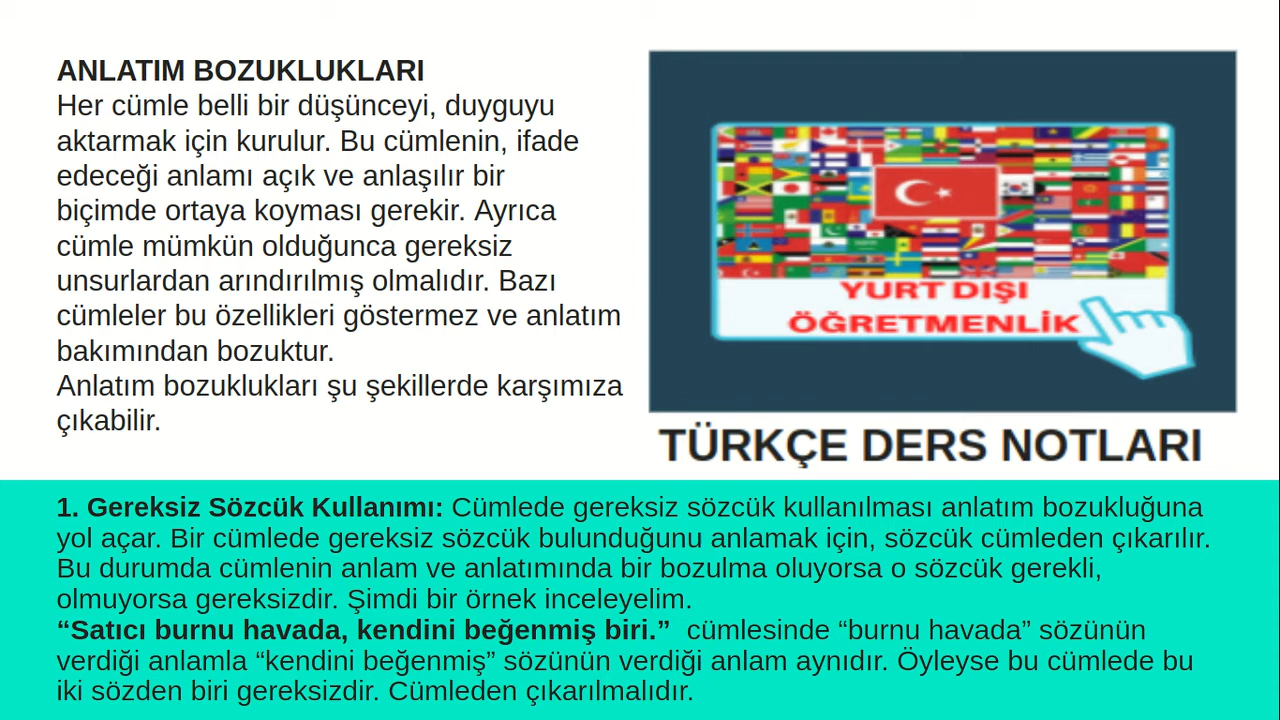 ANLATIM BOZUKLUKLARI
Her cümle belli bir düşünceyi, duyguyu
aktarmak için kurulur. Bu cümlenin, ifade
edeceği anlamı açık ve anlaşılır bir
biçimde ortaya koyması gerekir. Ayrıca
cümle mümkün olduğunca gereksiz
unsurlardan arındırılmış olmalıdır. Bazı
cümleler bu özellikleri göstermez ve anlatım
bakımından bozuktur.
Anlatım bozuklukları şu şekillerde karşımıza
çıkabilir.
YURT DIŞI
ÖĞRETMENLİK
TÜRKÇE DERS NOTLARI
1. Gereksiz Sözcük Kullanımı: Cümlede gereksiz sözcük kullanılması anlatım bozukluğuna
yol açar. Bir cümlede gereksiz sözcük bulunduğunu anlamak için, sözcük cümleden çıkarılır.
Bu durumda cümlenin anlam ve anlatımında bir bozulma oluyorsa o sözcük gerekli,
olmuyorsa gereksizdir. Şimdi bir örnek inceleyelim.
“Satıcı burnu havada, kendini beğenmiş biri.” cümlesinde “burnu havada” sözünün
verdiği anlamla “kendini beğenmiş” sözünün verdiği anlam aynıdır. Öyleyse bu cümlede bu
iki sözden biri gereksizdir. Cümleden çıkarılmalıdır.